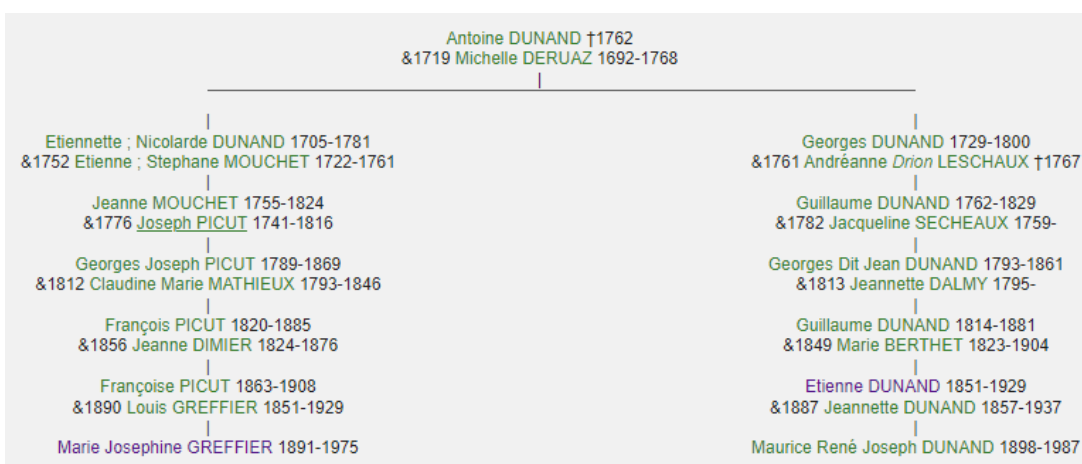 Antoine DUNAND †1762
&1719 Michelle DERUAZ 1692-1768
Etiennette ; Nicolarde DUNAND 1705-1781
&1752 Etienne ; Stephane MOUCHET 1722-1761
Jeanne MOUCHET 1755-1824
&1776 Joseph PICUT 1741-1816
Georges Joseph PICUT 1789-1869
&1812 Claudine Marie MATHIEUX 1793-1846
François PICUT 1820-1885
&1856 Jeanne DIMIER 1824-1876
Françoise PICUT 1863-1908
&1890 Louis GREFFIER 1851-1929
Marie Josephine GREFFIER 1891-1975
Georges DUNAND 1729-1800
&1761 Andréanne Drion LESCHAUX †1767
Guillaume DUNAND 1762-1829
&1782 Jacqueline SECHEAUX 1759-
Georges Dit Jean DUNAND 1793-1861
&1813 Jeannette DALMY 1795-
Guillaume DUNAND 1814-1881
&1849 Marie BERTHET 1823-1904
Etienne DUNAND 1851-1929
&1887 Jeannette DUNAND 1857-1937
Maurice René Joseph DUNAND 1898-1987